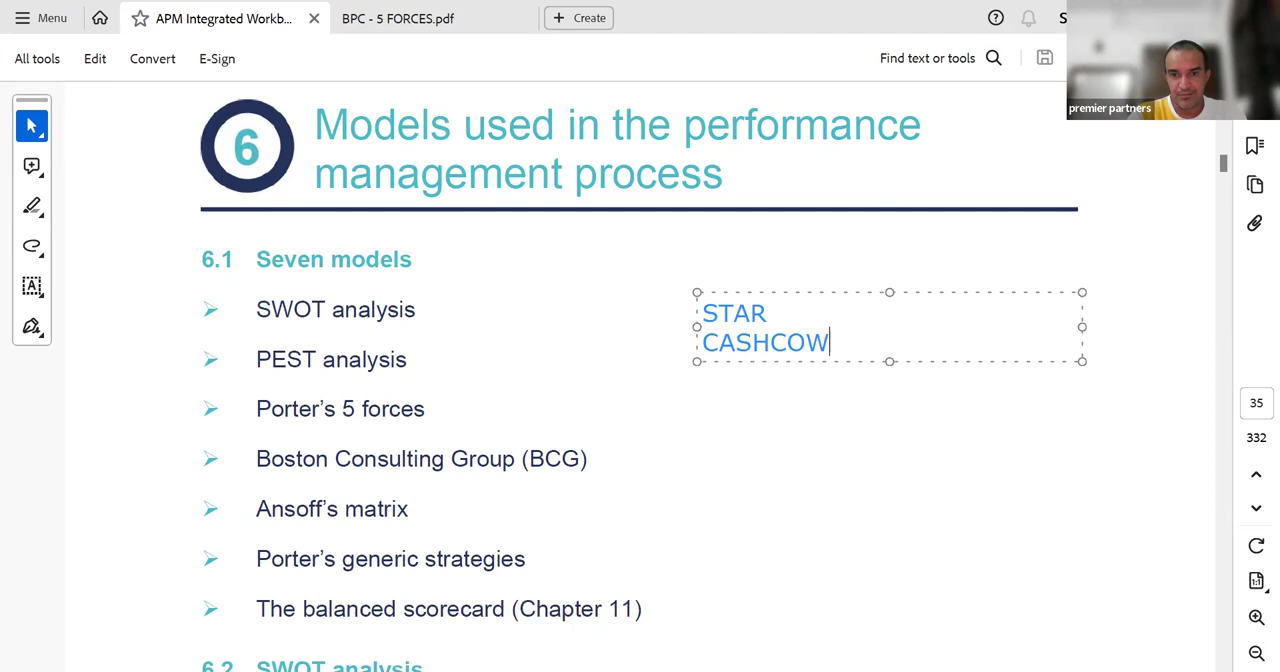 Menu
APM Integrated Workb...
BPC - 5 FORCES.pdf
Create
S
All tools
Edit
Convert
E-Sign
Find text or tools
premier partners
6
Models used in the performance
management process
6.1 Seven models
SWOT analysis
STAR
CASHCOW
PEST analysis
Porter's 5 forces
Boston Consulting Group (BCG)
Ansoff's matrix
Porter's generic strategies
The balanced scorecard (Chapter 11)
6.2 SWOT analysis
35
332
1:1